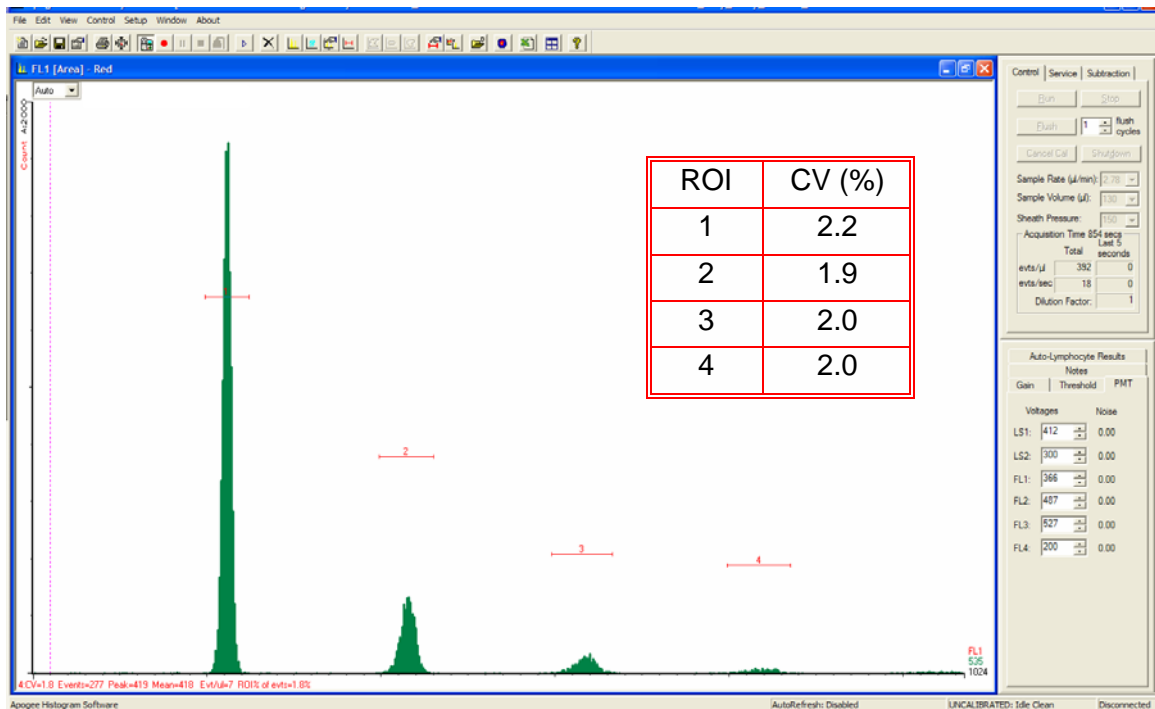 File Edit View Control Setup Window About
FL1 [Area] - Red
Auto
Count A:2000
ROI CV (%)
1 2.2
2 1.9
3 2.0
4 2.0
2
3
4
FL1
535
1024
4:CV=1.8 Events=277 Peak=419 Mean=418 Evt/ul=7 ROI% of evts=1.8%
Control Service Subtraction
Run Stop
Flush 1 flush cycles
Cancel Cal Shutdown
Sample Rate (µl/min): 2.78
Sample Volume (µl): 130
Sheath Pressure: 150
Acquisition Time 854 secs
Total Last 5 seconds
evts/µl 392 0
evts/sec 18 0
Dilution Factor: 1
Auto-Lymphocyte Results
Notes
Gain Threshold PMT
Voltages Noise
LS1: 412 0.00
LS2: 300 0.00
FL1: 366 0.00
FL2: 487 0.00
FL3: 527 0.00
FL4: 200 0.00
Apogee Histogram Software AutoRefresh: Disabled UNCALIBRATED: Idle Clean Disconnected